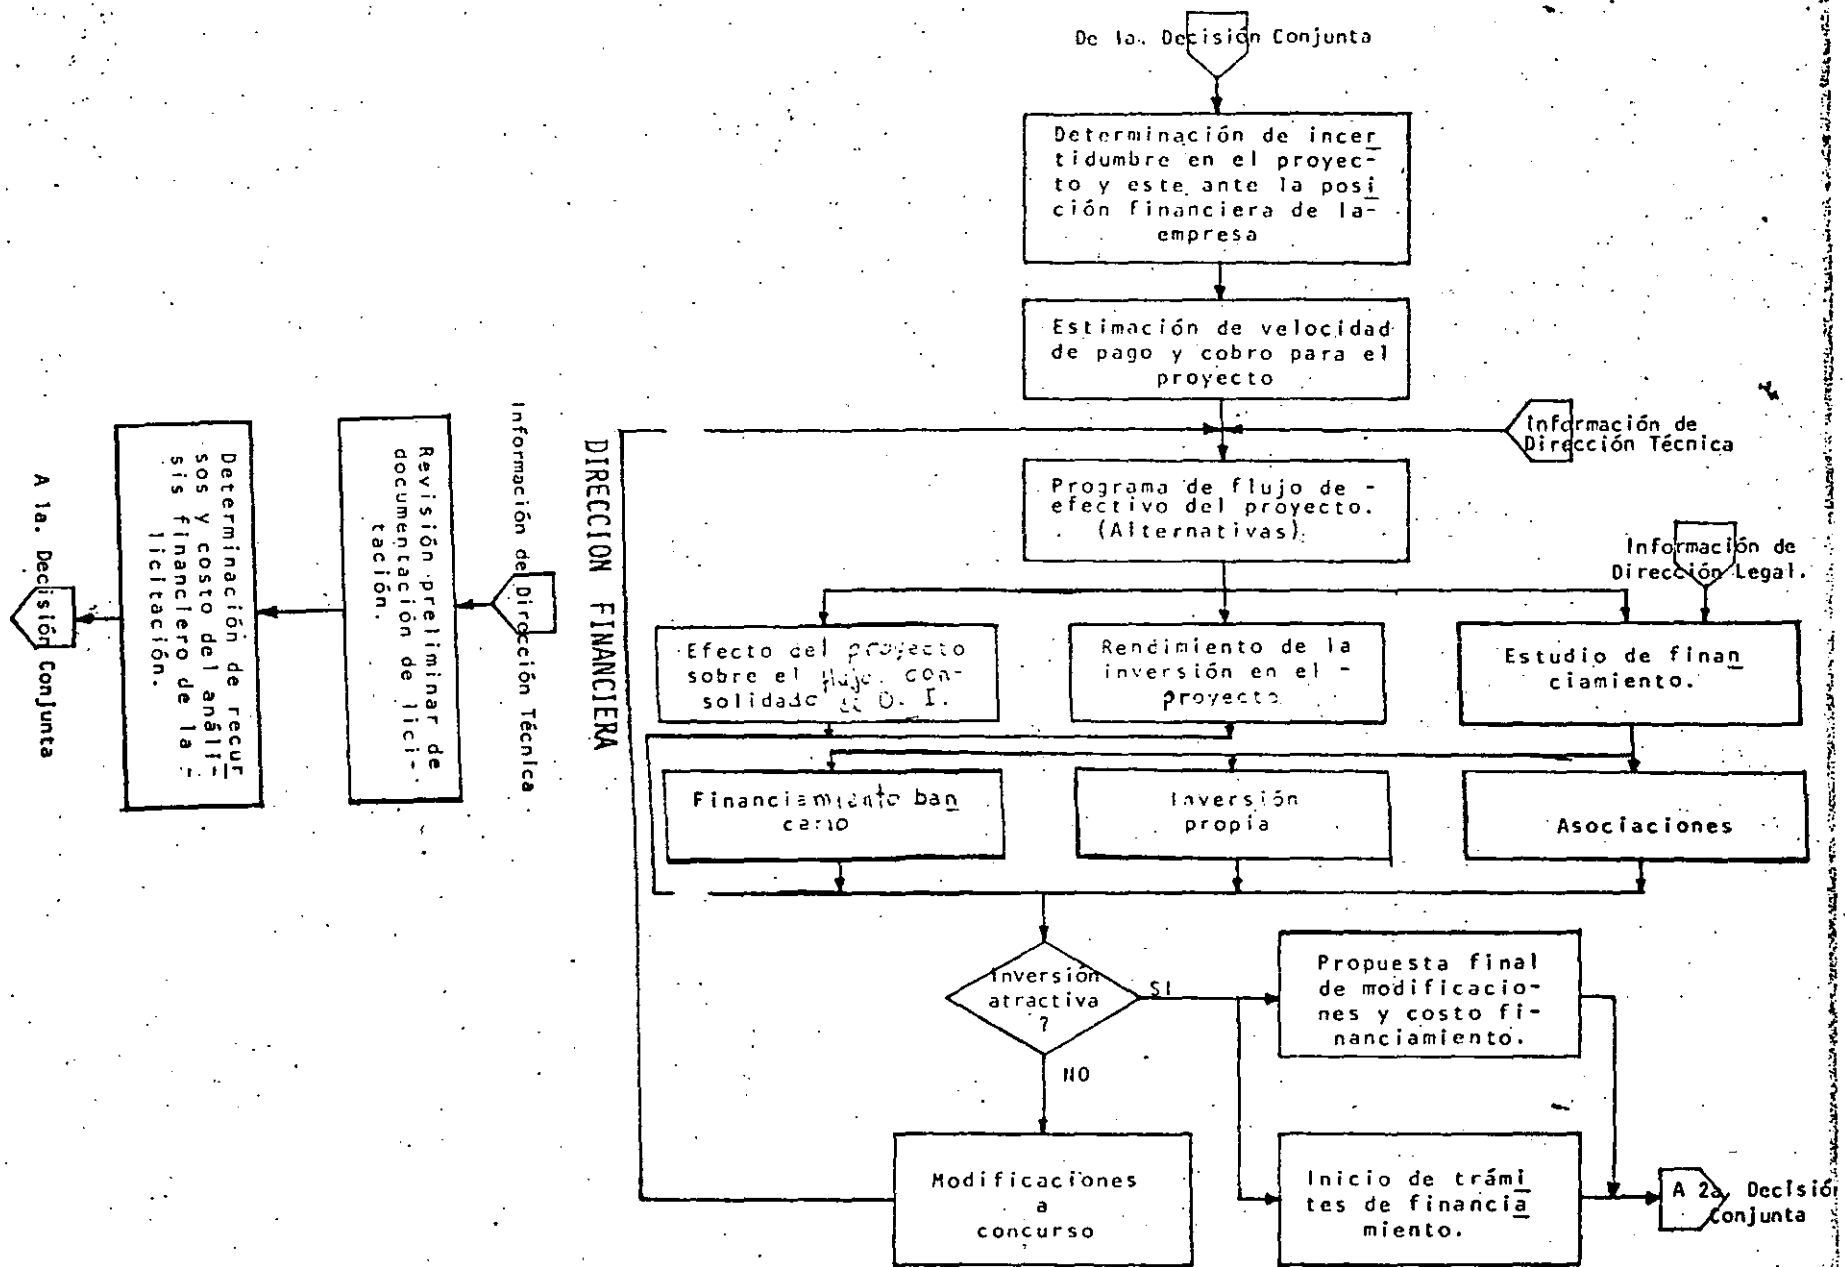 De 1a. Decisión Conjunta
Determinación de incer
tidumbre en el proyec-
to y este ante la posi
ción financiera de la-
empresa
Estimación de velocidad
de pago y cobro para el
proyecto
Información de
Dirección Técnica
Programa de flujo de -
efectivo del proyecto.
(Alternativas)
Información de
Dirección Legal.
Efecto del proyecto
sobre el flujo con-
solidado O. I.
Rendimiento de la
inversión en el -
proyecto
Estudio de finan
ciamiento.
Financiamiento ban
cario
Inversión
propia
Asociaciones
Inversión
atractiva
?
SI
NO
Propuesta final
de modificacio-
nes y costo fi-
nanciamiento.
Modificaciones
a
concurso
Inicio de trámi
tes de financia
miento.
A 2a. Decisión
Conjunta
DIRECCION FINANCIERA
Información de Dirección Técnica
Revisión preliminar de
documentación de lici-
tación.
Determinación de recur
sos y costo del análi-
sis financiero de la -
licitación.
A 1a. Decisión Conjunta